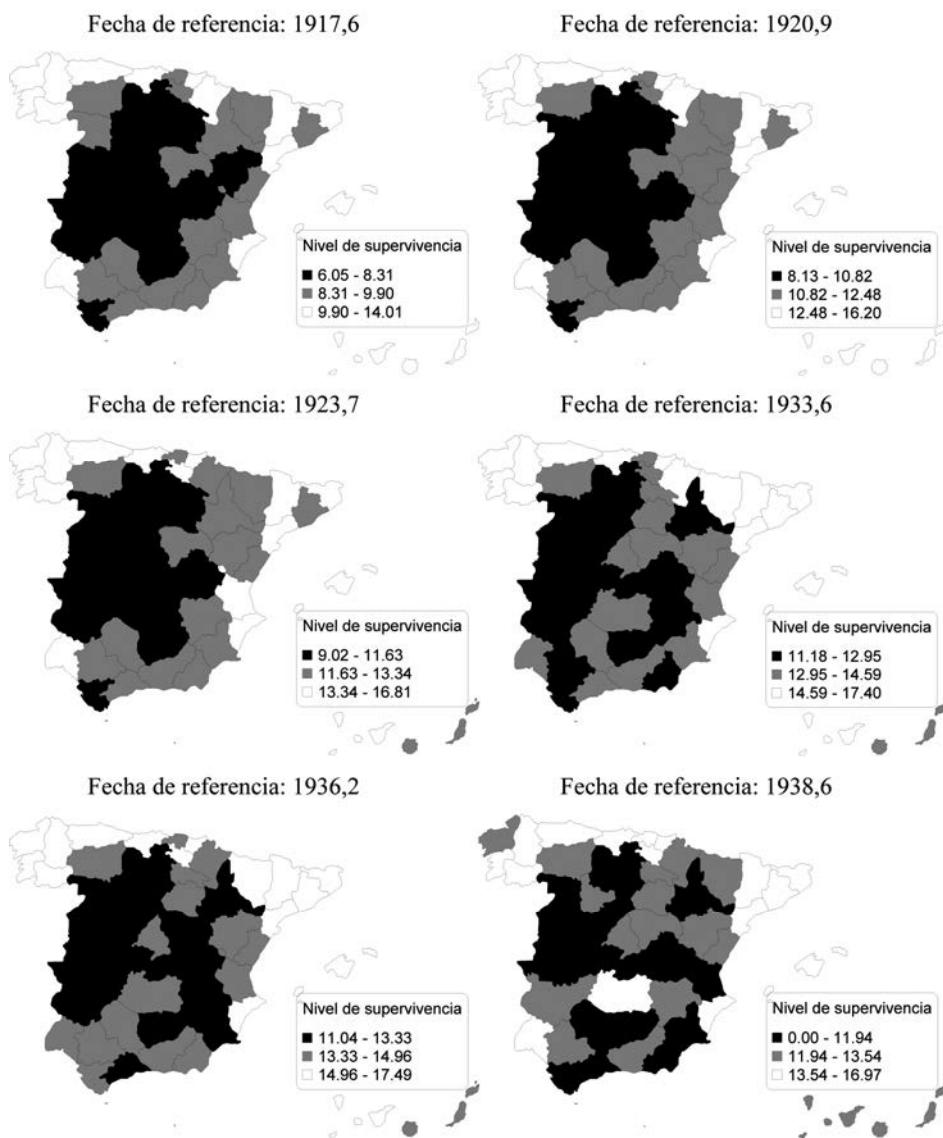 Fecha de referencia: 1917,6
Nivel de supervivencia
6.05 - 8.31
8.31 - 9.90
9.90 - 14.01
Fecha de referencia: 1920,9
Nivel de supervivencia
8.13 - 10.82
10.82 - 12.48
12.48 - 16.20
Fecha de referencia: 1923,7
Nivel de supervivencia
9.02 - 11.63
11.63 - 13.34
13.34 - 16.81
Fecha de referencia: 1933,6
Nivel de supervivencia
11.18 - 12.95
12.95 - 14.59
14.59 - 17.40
Fecha de referencia: 1936,2
Nivel de supervivencia
11.04 - 13.33
13.33 - 14.96
14.96 - 17.49
Fecha de referencia: 1938,6
Nivel de supervivencia
0.00 - 11.94
11.94 - 13.54
13.54 - 16.97